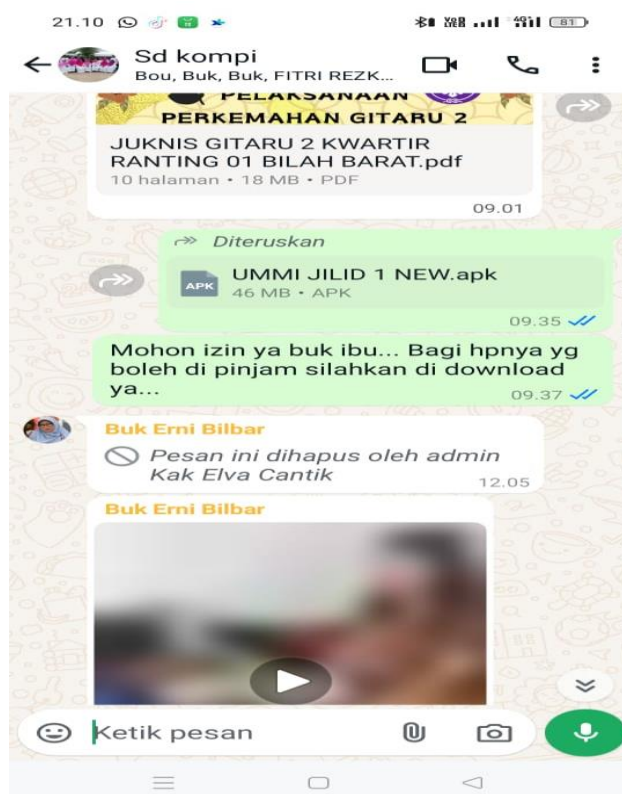 21.10
81
Sd kompi
Bou, Buk, Buk, FITRI REZK...
PELAKSANAAN
PERKEMAHAN GITARU 2
JUKNIS GITARU 2 KWARTIR
RANTING 01 BILAH BARAT.pdf
10 halaman • 18 MB • PDF
09.01
Diteruskan
APK
UMMI JILID 1 NEW.apk
46 MB • APK
09.35
Mohon izin ya buk ibu... Bagi hpnya yg
boleh di pinjam silahkan di download
ya...
09.37
Buk Erni Bilbar
Pesan ini dihapus oleh admin
Kak Elva Cantik
12.05
Buk Erni Bilbar
Ketik pesan